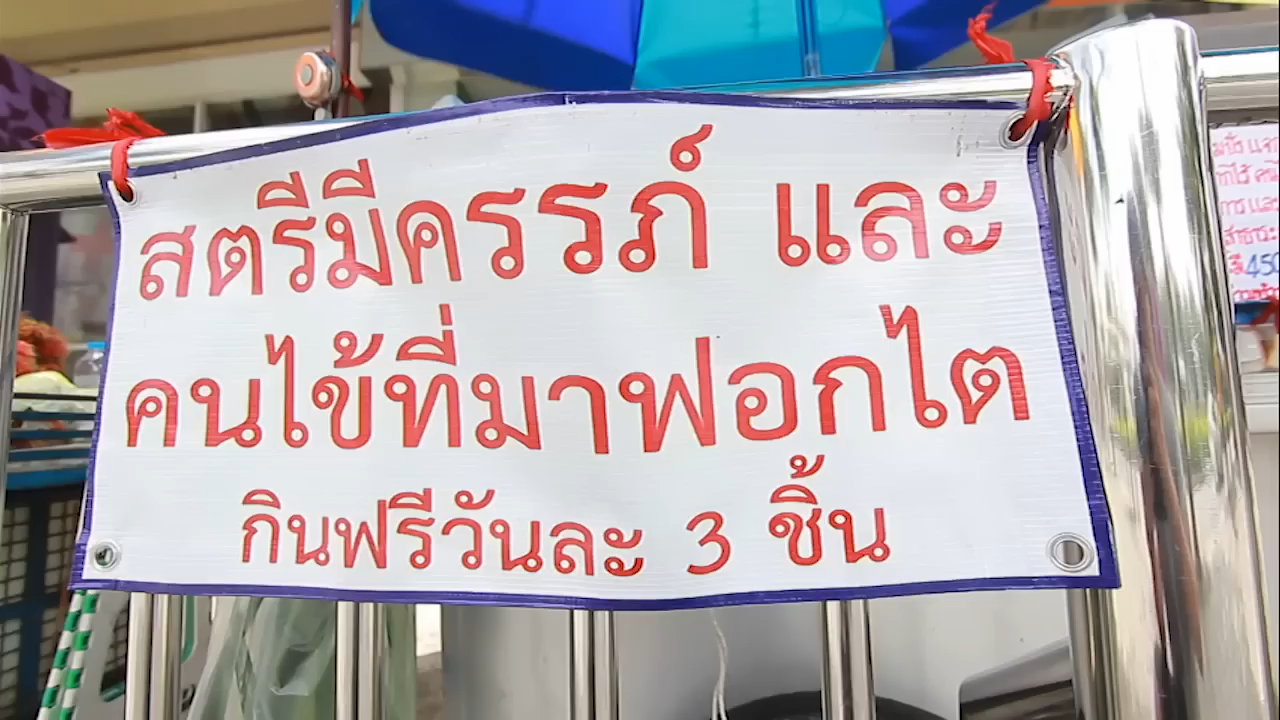 สตรีมีครรภ์ และ
คนไข้ที่มาฟอกไต
กินฟรีวันละ 3 ชิ้น
450